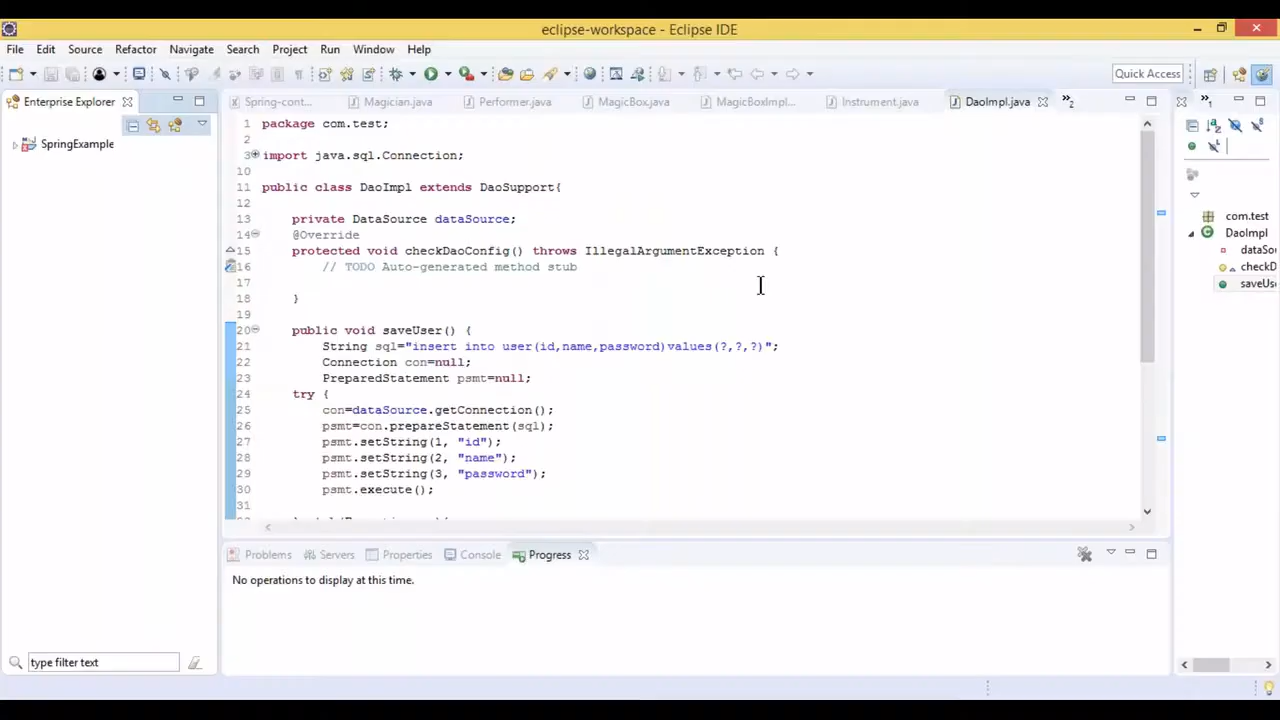 eclipse-workspace - Eclipse IDE
File Edit Source Refactor Navigate Search Project Run Window Help
Quick Access
Enterprise Explorer
SpringExample
type filter text
Spring-cont... Magician.java Performer.java MagicBox.java MagicBoxImpl... Instrument.java DaoImpl.java »2
1 package com.test;
2
3 import java.sql.Connection;
10
11 public class DaoImpl extends DaoSupport{
12
13 private DataSource dataSource;
14 @Override
15 protected void checkDaoConfig() throws IllegalArgumentException {
16 // TODO Auto-generated method stub
17
18 }
19
20 public void saveUser() {
21 String sql="insert into user(id,name,password)values(?,?,?)";
22 Connection con=null;
23 PreparedStatement psmt=null;
24 try {
25 con=dataSource.getConnection();
26 psmt=con.prepareStatement(sql);
27 psmt.setString(1, "id");
28 psmt.setString(2, "name");
29 psmt.setString(3, "password");
30 psmt.execute();
31
Problems Servers Properties Console Progress
No operations to display at this time.
»1
com.test
DaoImpl
dataSo
checkD
saveUs